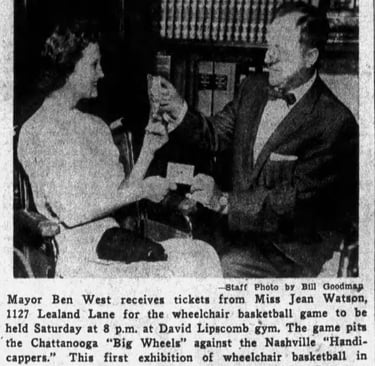 —Staff Photo by Bill Goodman
Mayor Ben West receives tickets from Miss Jean Watson,
1127 Lealand Lane for the wheelchair basketball game to be
held Saturday at 8 p.m. at David Lipscomb gym. The game pits
the Chattanooga "Big Wheels" against the Nashville "Handi-
cappers." This first exhibition of wheelchair basketball in